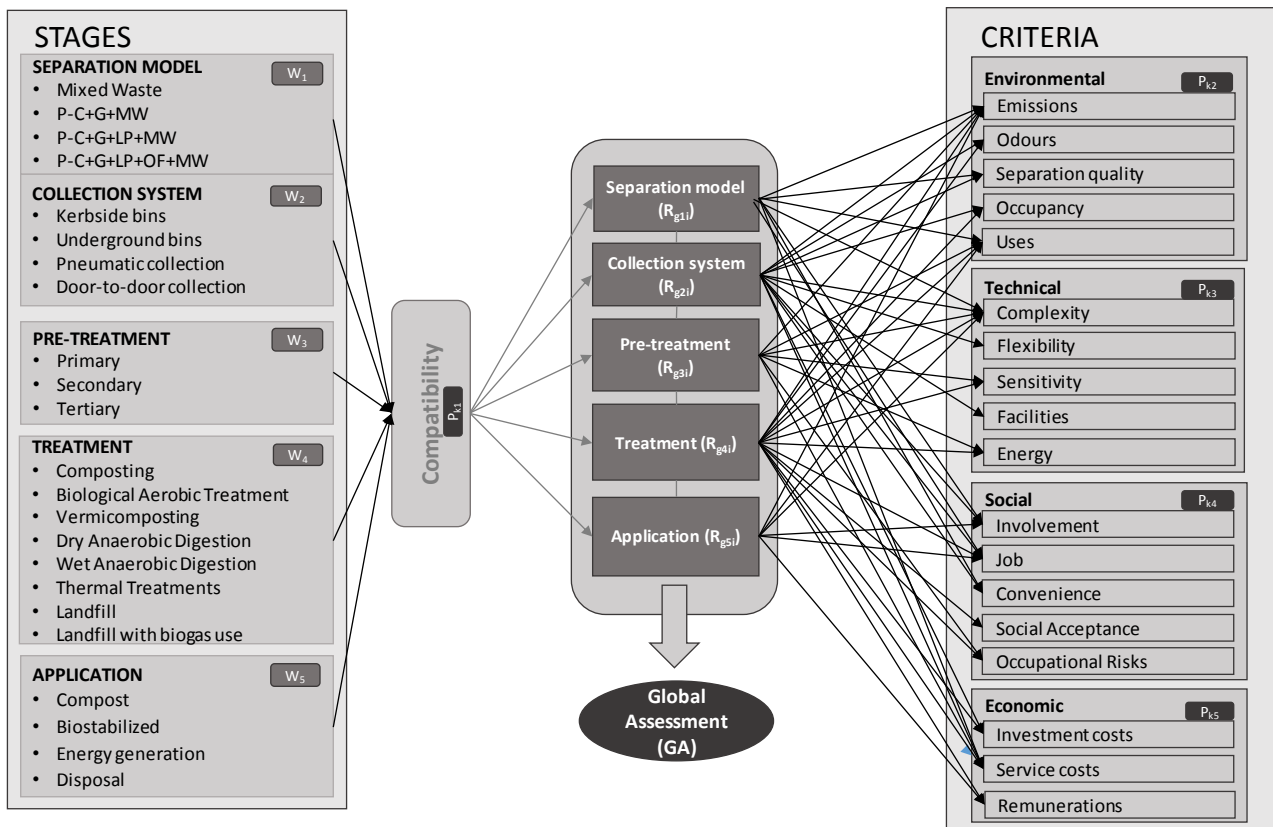 STAGES
SEPARATION MODEL
W1
• Mixed Waste
• P-C+G+MW
• P-C+G+LP+MW
• P-C+G+LP+OF+MW
COLLECTION SYSTEM
W2
• Kerbside bins
• Underground bins
• Pneumatic collection
• Door-to-door collection
PRE-TREATMENT
W3
• Primary
• Secondary
• Tertiary
TREATMENT
W4
• Composting
• Biological Aerobic Treatment
• Vermicomposting
• Dry Anaerobic Digestion
• Wet Anaerobic Digestion
• Thermal Treatments
• Landfill
• Landfill with biogas use
APPLICATION
W5
• Compost
• Biostabilized
• Energy generation
• Disposal
Compatibility
Pk1
Separation model
(Rg1i)
Collection system
(Rg2i)
Pre-treatment
(Rg3i)
Treatment (Rg4i)
Application (Rg5i)
Global
Assessment
(GA)
CRITERIA
Environmental
Pk2
Emissions
Odours
Separation quality
Occupancy
Uses
Technical
Pk3
Complexity
Flexibility
Sensitivity
Facilities
Energy
Social
Pk4
Involvement
Job
Convenience
Social Acceptance
Occupational Risks
Economic
Pk5
Investment costs
Service costs
Remunerations